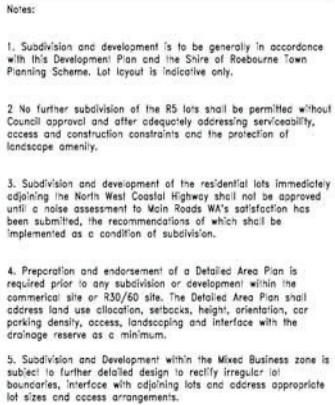 Notes:
1. Subdivision and development is to be generally in accordance
with this Development Plan and the Shire of Roebourne Town
Planning Scheme. Lot layout is indicative only.
2 No further subdivision of the R5 lots shall be permitted without
Council approval and after adequately addressing serviceability,
access and construction constraints and the protection of
landscape amenity.
3. Subdivision and development of the residential lots immediately
adjoining the North West Coastal Highway shall not be approved
until a noise assessment to Main Roads WA's satisfaction has
been submitted, the recommendations of which shall be
implemented as a condition of subdivision.
4. Preparation and endorsement of a Detailed Area Plan is
required prior to any subdivision or development within the
commerical site or R30/60 site. The Detailed Area Plan shall
address land use allocation, setbacks, height, orientation, car
parking density, access, landscaping and interface with the
drainage reserve as a minimum.
5. Subdivision and Development within the Mixed Business zone is
subject to further detailed design to rectify irregular lot
boundaries, interface with adjoining lots and address appropriate
lot sizes and access arrangements.